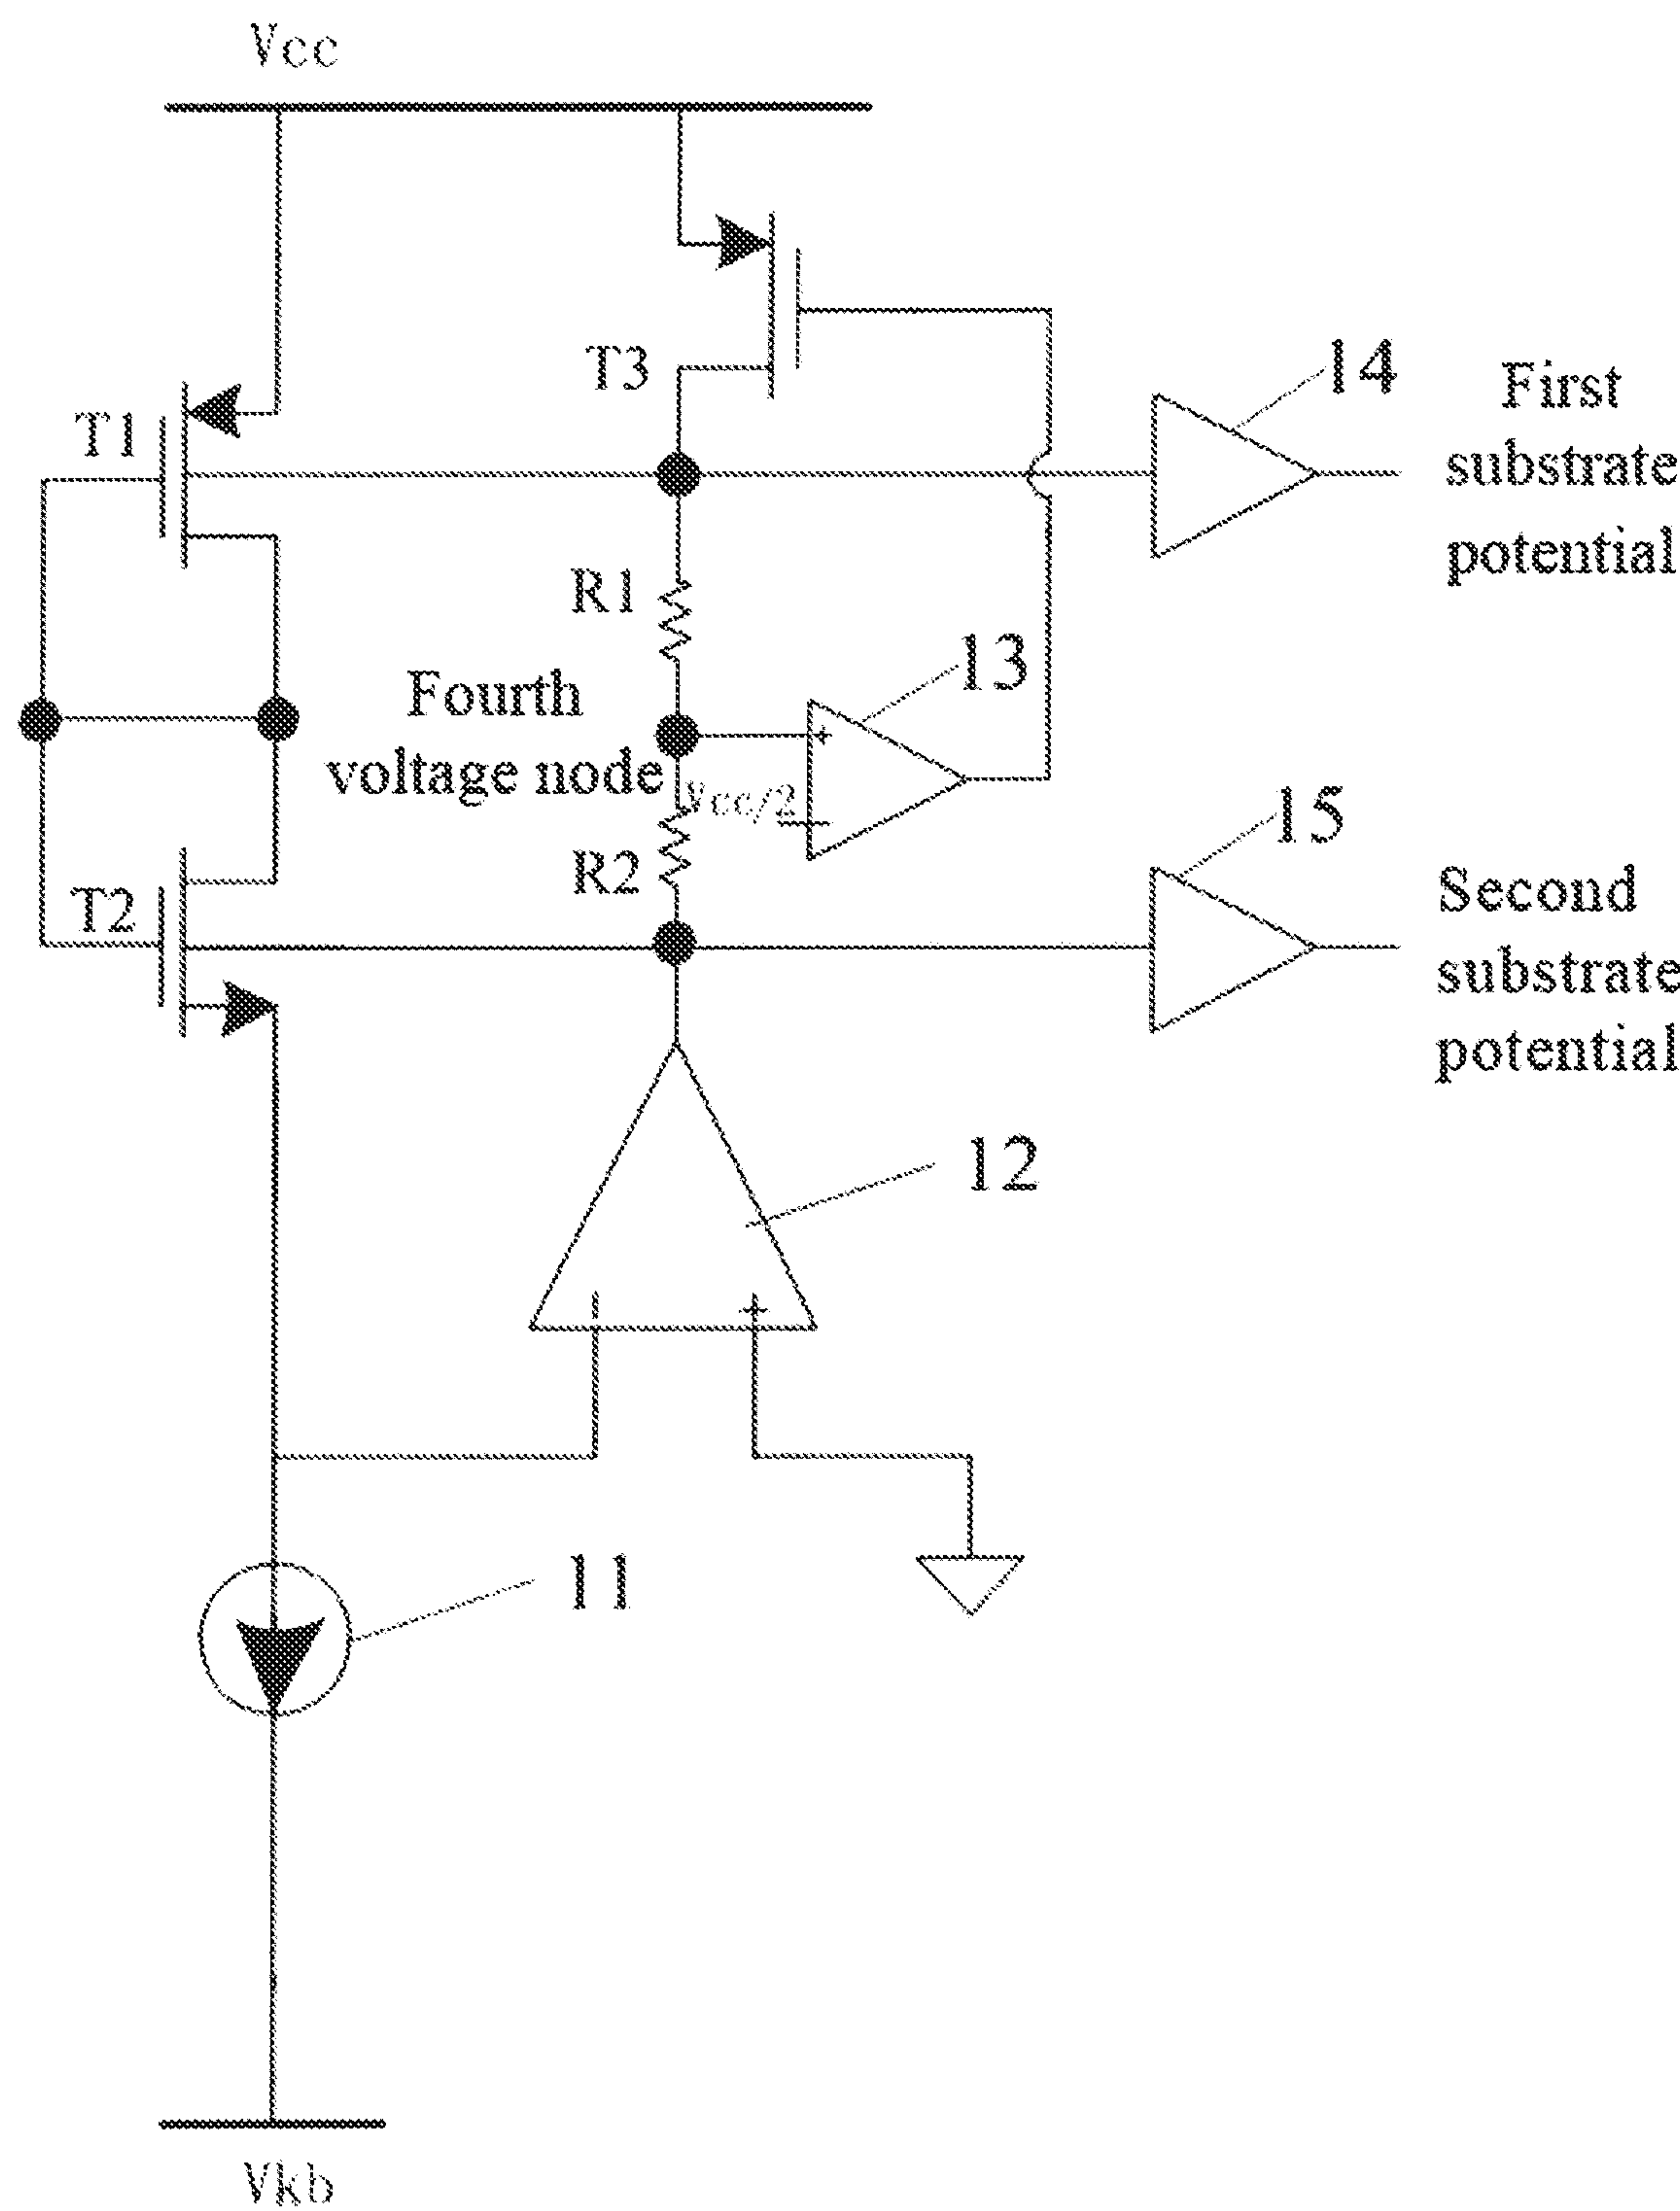 Vcc
T3
14
First
substrate
potential
T1
R1
13
Fourth
voltage node
+
Vcc/2
−
15
R2
Second
substrate
potential
T2
12
+
11
Vkb